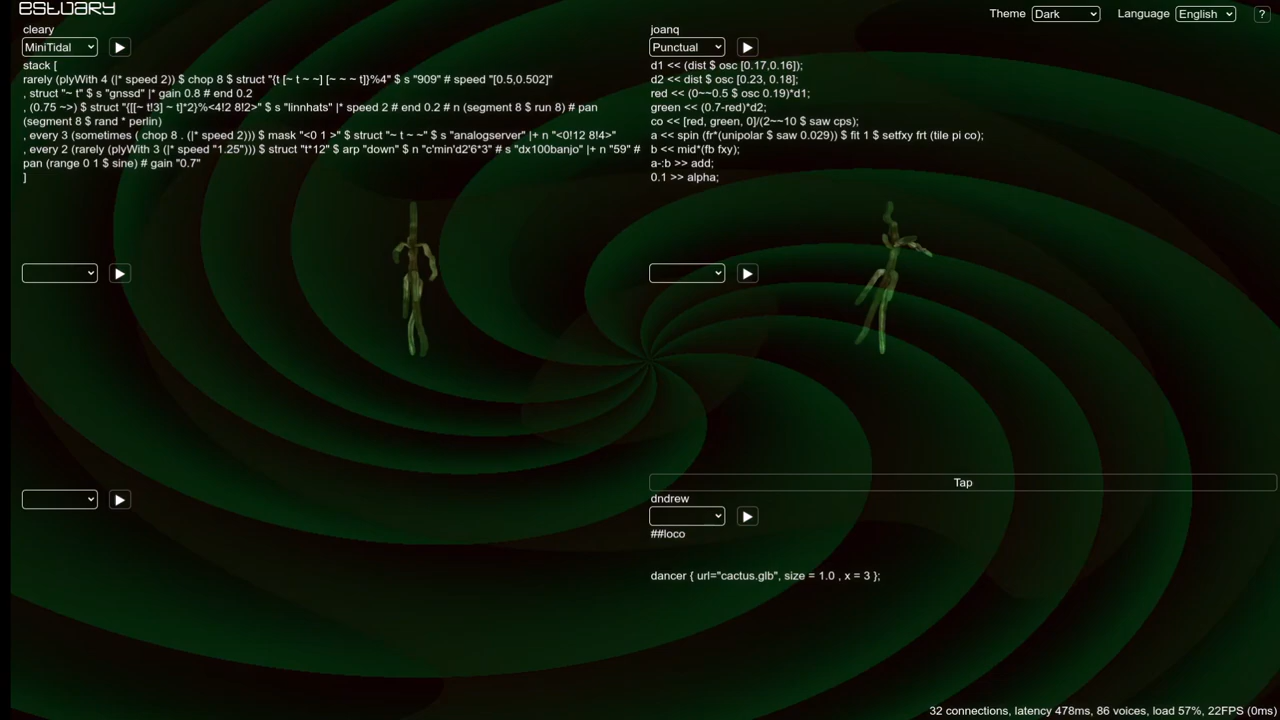 estuary
Theme Dark Language English ?
cleary
MiniTidal
stack [
rarely (plyWith 4 (|* speed 2)) $ chop 8 $ struct "{t [~ t ~ ~] [~ ~ ~ t]}%4" $ s "909" # speed "[0.5,0.502]"
, struct "~ t" $ s "gnssd" |* gain 0.8 # end 0.2
, (0.75 ~>) $ struct "{[[~ t!3] ~ t]*2}%<4!2 8!2>" $ s "linnhats" |* speed 2 # end 0.2 # n (segment 8 $ run 8) # pan
(segment 8 $ rand * perlin)
, every 3 (sometimes ( chop 8 . (|* speed 2))) $ mask "<0 1 >" $ struct "~ t ~ ~" $ s "analogserver" |+ n "<0!12 8!4>"
, every 2 (rarely (plyWith 3 (|* speed "1.25"))) $ struct "t*12" $ arp "down" $ n "c'min'd2'6*3" # s "dx100banjo" |+ n "59" #
pan (range 0 1 $ sine) # gain "0.7"
]
joanq
Punctual
d1 << (dist $ osc [0.17,0.16]);
d2 << (dist $ osc [0.23, 0.18];
red << (0~~0.5 $ osc 0.19)*d1;
green << (0.7-red)*d2;
co << [red, green, 0]/(2~~10 $ saw cps);
a << spin (fr*(unipolar $ saw 0.029)) $ fit 1 $ setfxy frt (tile pi co);
b << mid*(fb fxy);
a-:b >> add;
0.1 >> alpha;
Tap
dndrew
##loco
dancer { url="cactus.glb", size = 1.0 , x = 3 };
32 connections, latency 478ms, 86 voices, load 57%, 22FPS (0ms)